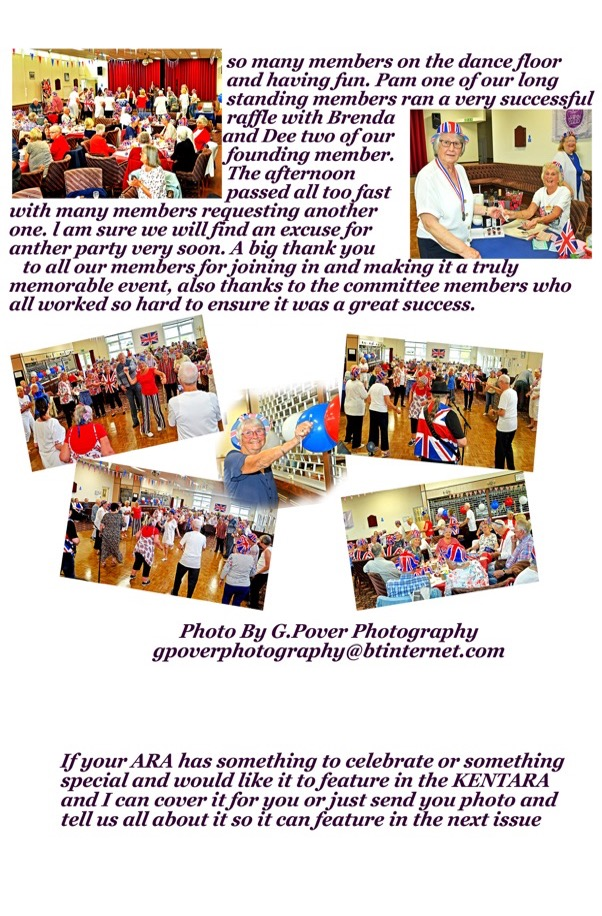 so many members on the dance floor
and having fun. Pam one of our long
standing members ran a very successful
raffle with Brenda
and Dee two of our
founding member.
The afternoon
passed all too fast
with many members requesting another
one. l am sure we will find an excuse for
anther party very soon. A big thank you
to all our members for joining in and making it a truly
memorable event, also thanks to the committee members who
all worked so hard to ensure it was a great success.
Photo By G.Pover Photography
gpoverphotography@btinternet.com
If your ARA has something to celebrate or something
special and would like it to feature in the KENTARA
and I can cover it for you or just send you photo and
tell us all about it so it can feature in the next issue